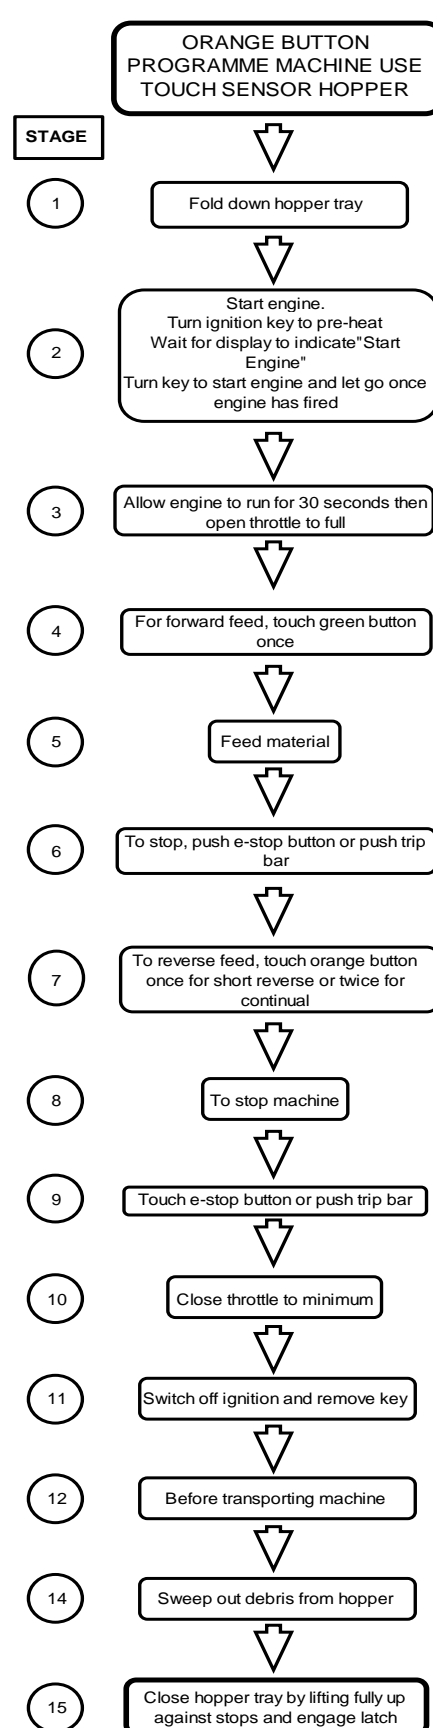 ORANGE BUTTON
PROGRAMME MACHINE USE
TOUCH SENSOR HOPPER
STAGE
1
Fold down hopper tray
2
Start engine.
Turn ignition key to pre-heat
Wait for display to indicate"Start
Engine"
Turn key to start engine and let go once
engine has fired
3
Allow engine to run for 30 seconds then
open throttle to full
4
For forward feed, touch green button
once
5
Feed material
6
To stop, push e-stop button or push trip
bar
7
To reverse feed, touch orange button
once for short reverse or twice for
continual
8
To stop machine
9
Touch e-stop button or push trip bar
10
Close throttle to minimum
11
Switch off ignition and remove key
12
Before transporting machine
14
Sweep out debris from hopper
15
Close hopper tray by lifting fully up
against stops and engage latch